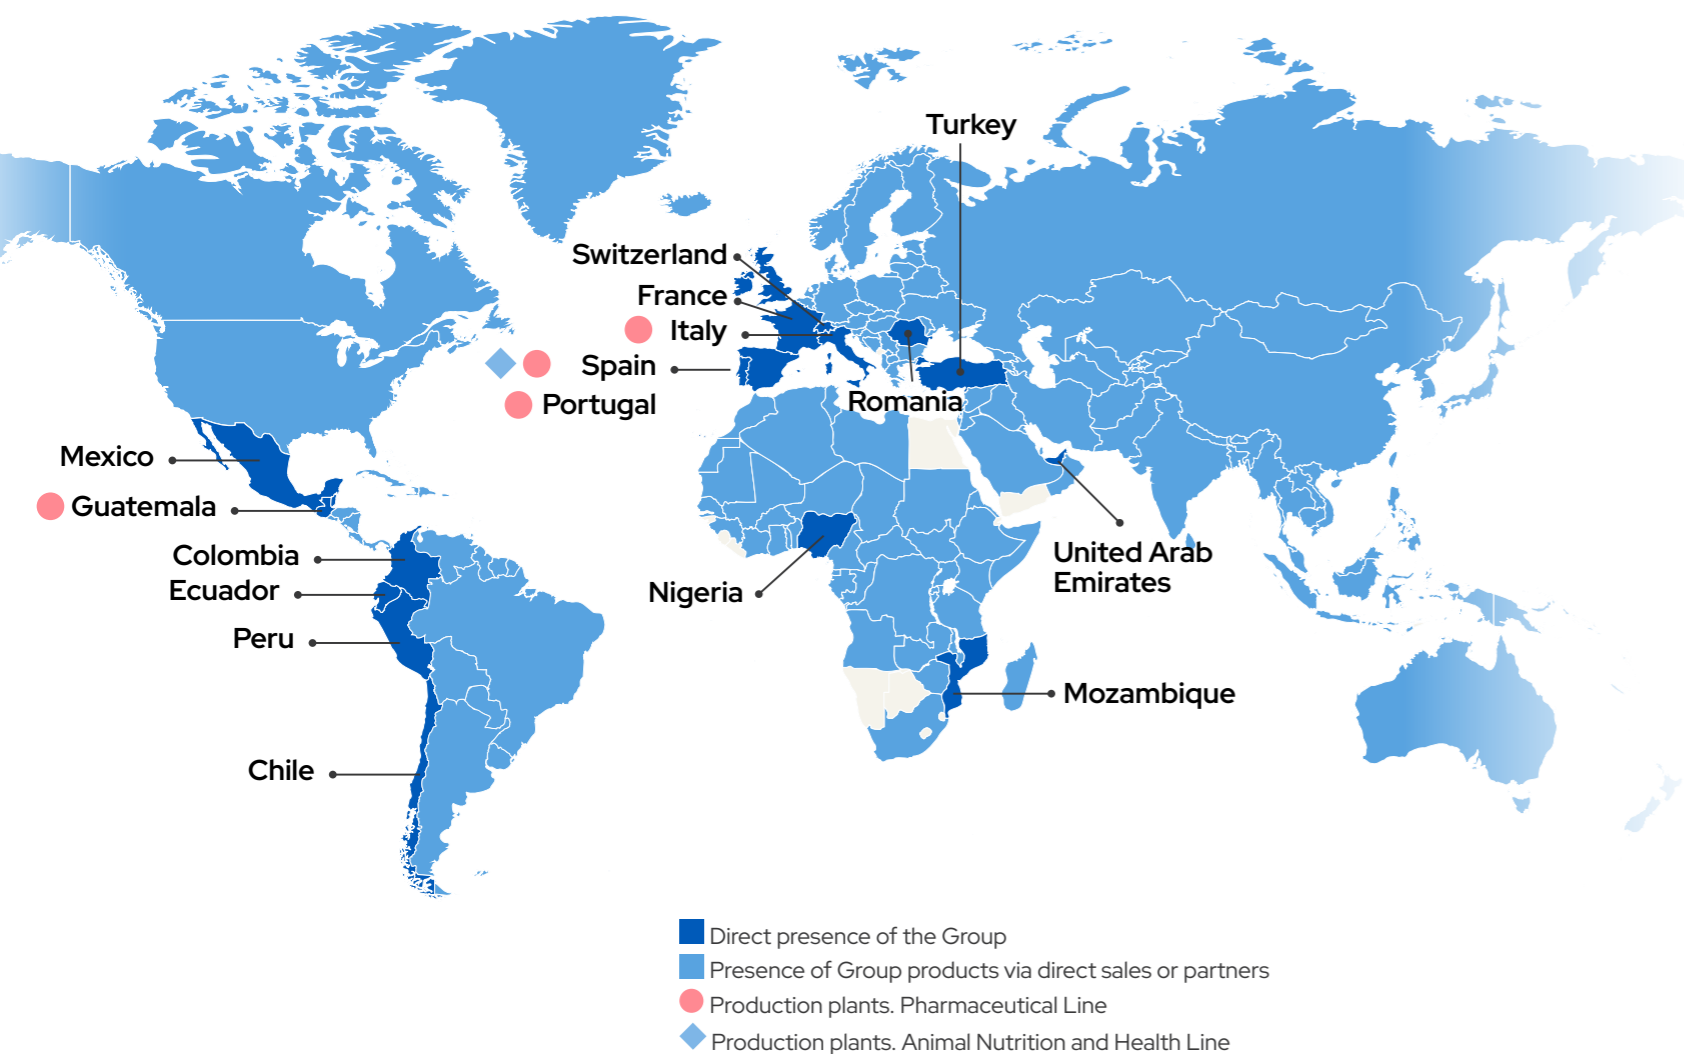 Turkey
Switzerland
France
Italy
Spain
Portugal
Romania
Mexico
Guatemala
Colombia
Ecuador
Peru
Chile
Nigeria
United Arab
Emirates
Mozambique
Direct presence of the Group
Presence of Group products via direct sales or partners
Production plants. Pharmaceutical Line
Production plants. Animal Nutrition and Health Line